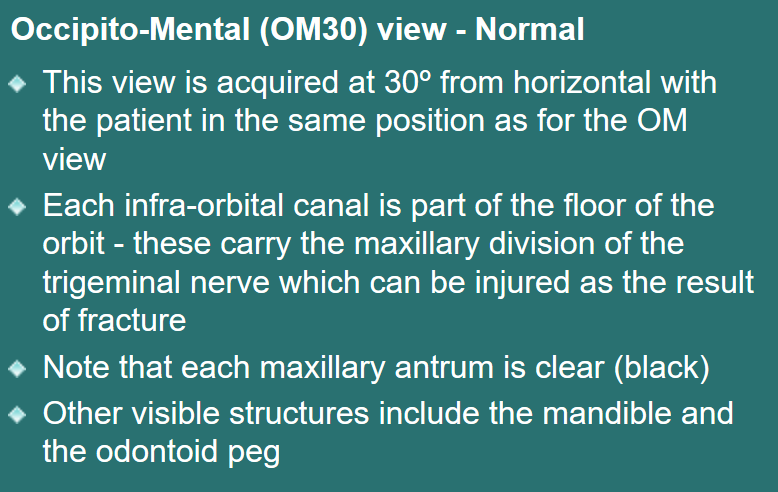 Occipito-Mental (OM30) view - Normal
This view is acquired at 30º from horizontal with
the patient in the same position as for the OM
view
Each infra-orbital canal is part of the floor of the
orbit - these carry the maxillary division of the
trigeminal nerve which can be injured as the result
of fracture
Note that each maxillary antrum is clear (black)
Other visible structures include the mandible and
the odontoid peg